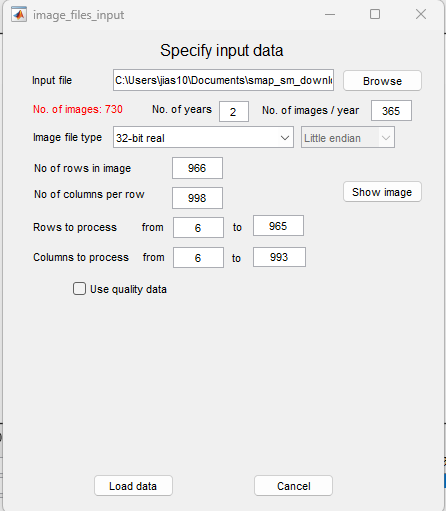 image_files_input
Specify input data
Input file C:\Users\jias10\Documents\smap_sm_downl Browse
No. of images: 730 No. of years 2 No. of images / year 365
Image file type 32-bit real Little endian
No of rows in image 966
No of columns per row 998 Show image
Rows to process from 6 to 965
Columns to process from 6 to 993
Use quality data
Load data Cancel